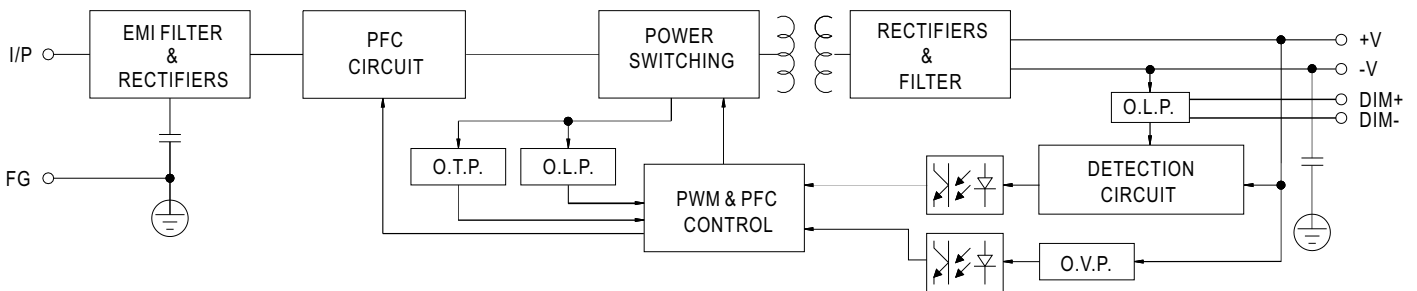 I/P
EMI FILTER
&
RECTIFIERS
PFC
CIRCUIT
POWER
SWITCHING
RECTIFIERS
&
FILTER
+V
-V
DIM+
DIM-
O.L.P.
FG
O.T.P.
O.L.P.
PWM & PFC
CONTROL
DETECTION
CIRCUIT
O.V.P.